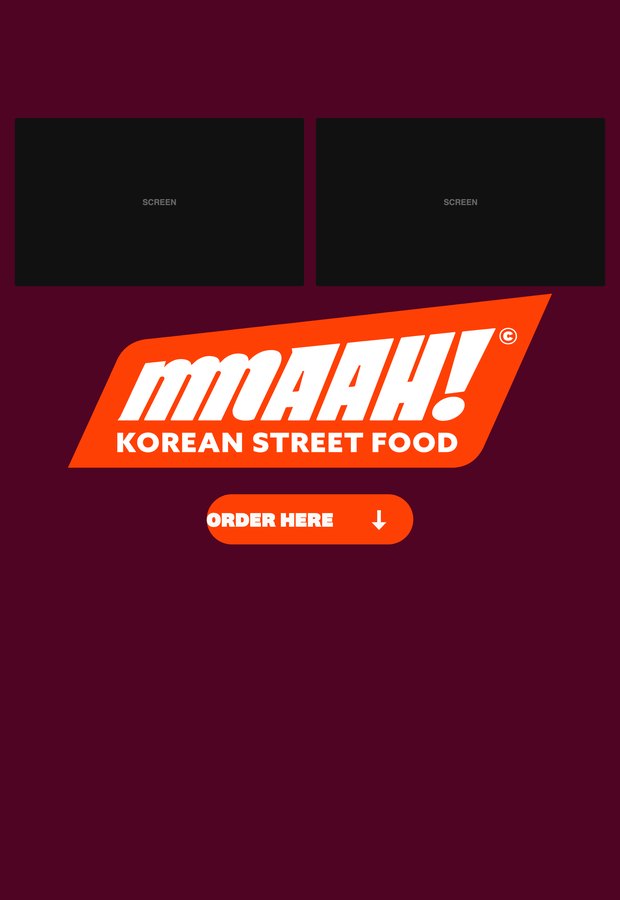 SCREEN
SCREEN
mmAAH! ©
KOREAN STREET FOOD
ORDER HERE ↓